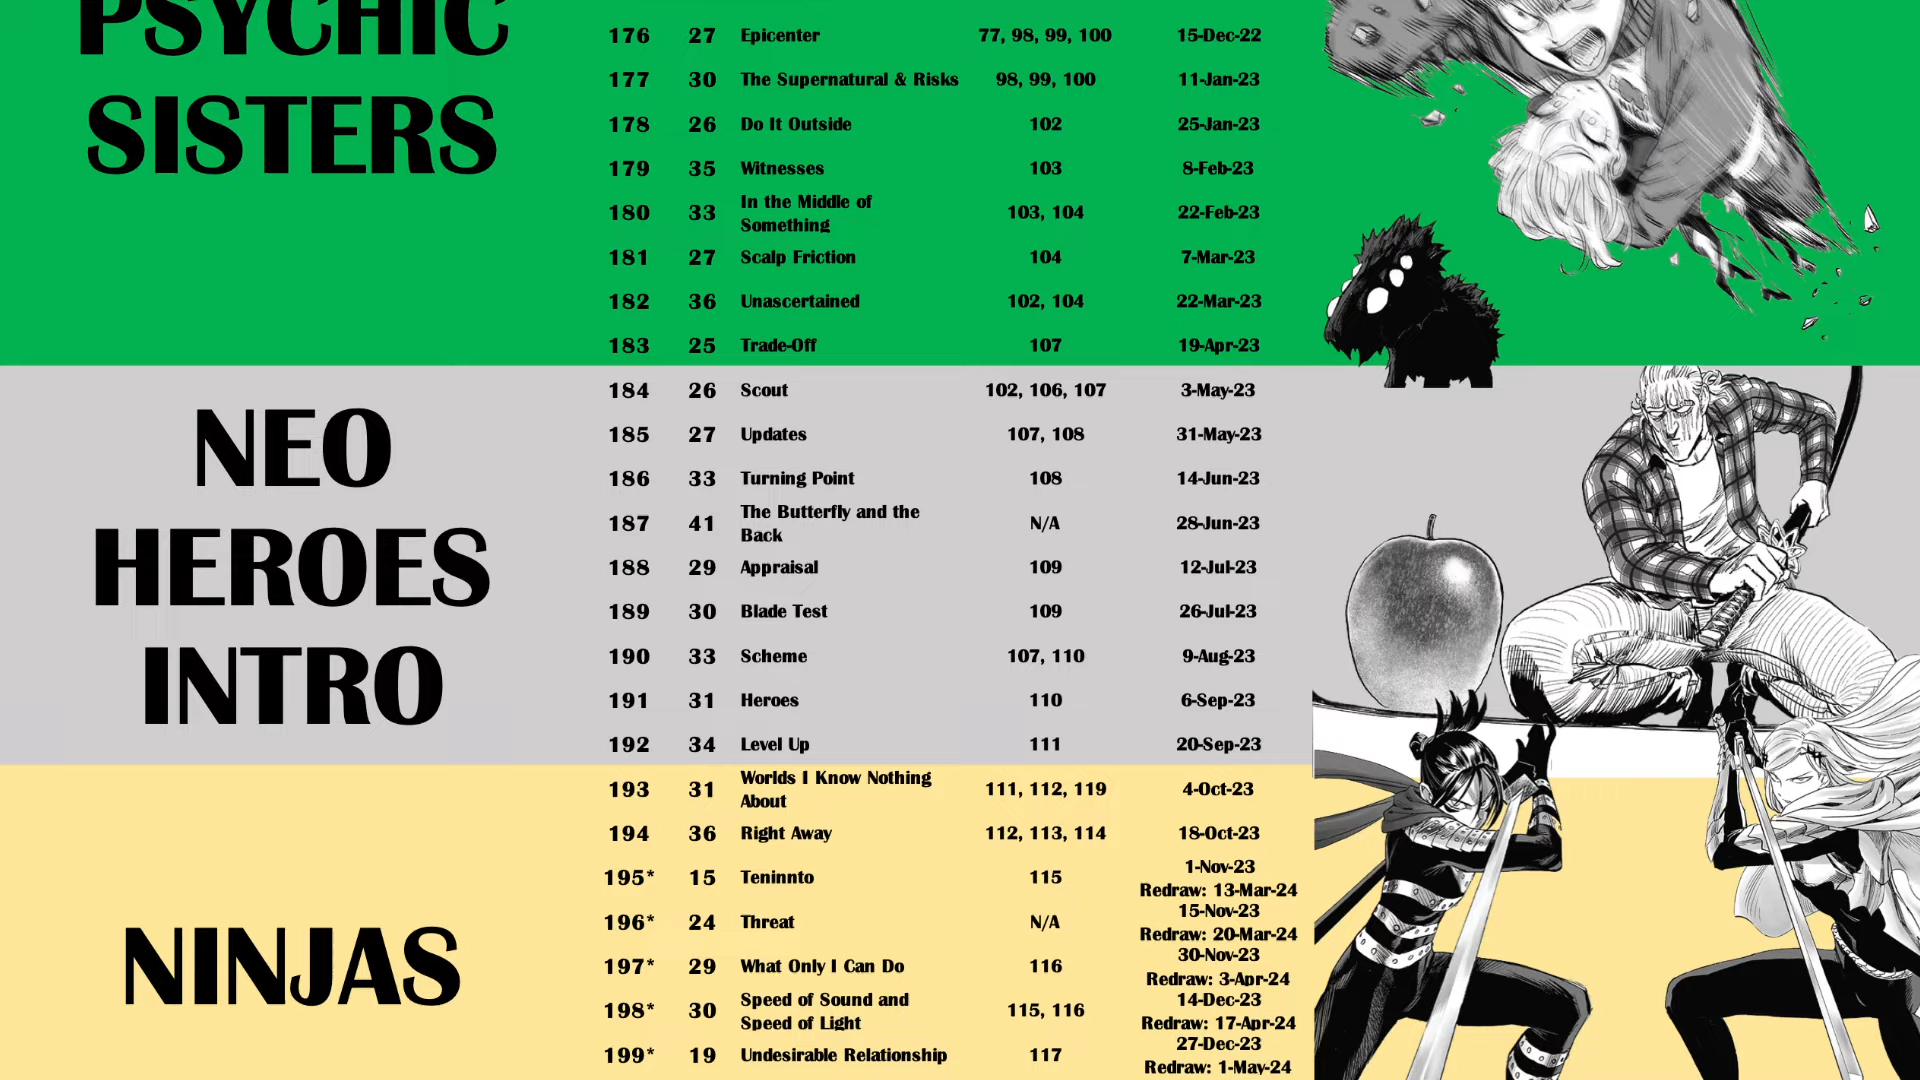 PSYCHIC
SISTERS
176 27 Epicenter 77, 98, 99, 100 15-Dec-22
177 30 The Supernatural & Risks 98, 99, 100 11-Jan-23
178 26 Do It Outside 102 25-Jan-23
179 35 Witnesses 103 8-Feb-23
180 33 In the Middle of
Something 103, 104 22-Feb-23
181 27 Scalp Friction 104 7-Mar-23
182 36 Unascertained 102, 104 22-Mar-23
183 25 Trade-Off 107 19-Apr-23
NEO
HEROES
INTRO
184 26 Scout 102, 106, 107 3-May-23
185 27 Updates 107, 108 31-May-23
186 33 Turning Point 108 14-Jun-23
187 41 The Butterfly and the
Back N/A 28-Jun-23
188 29 Appraisal 109 12-Jul-23
189 30 Blade Test 109 26-Jul-23
190 33 Scheme 107, 110 9-Aug-23
191 31 Heroes 110 6-Sep-23
192 34 Level Up 111 20-Sep-23
NINJAS
193 31 Worlds I Know Nothing
About 111, 112, 119 4-Oct-23
194 36 Right Away 112, 113, 114 18-Oct-23
195* 15 Teninnto 115 1-Nov-23
Redraw: 13-Mar-24
196* 24 Threat N/A 15-Nov-23
Redraw: 20-Mar-24
197* 29 What Only I Can Do 116 30-Nov-23
Redraw: 3-Apr-24
198* 30 Speed of Sound and
Speed of Light 115, 116 14-Dec-23
Redraw: 17-Apr-24
199* 19 Undesirable Relationship 117 27-Dec-23
Redraw: 1-May-24